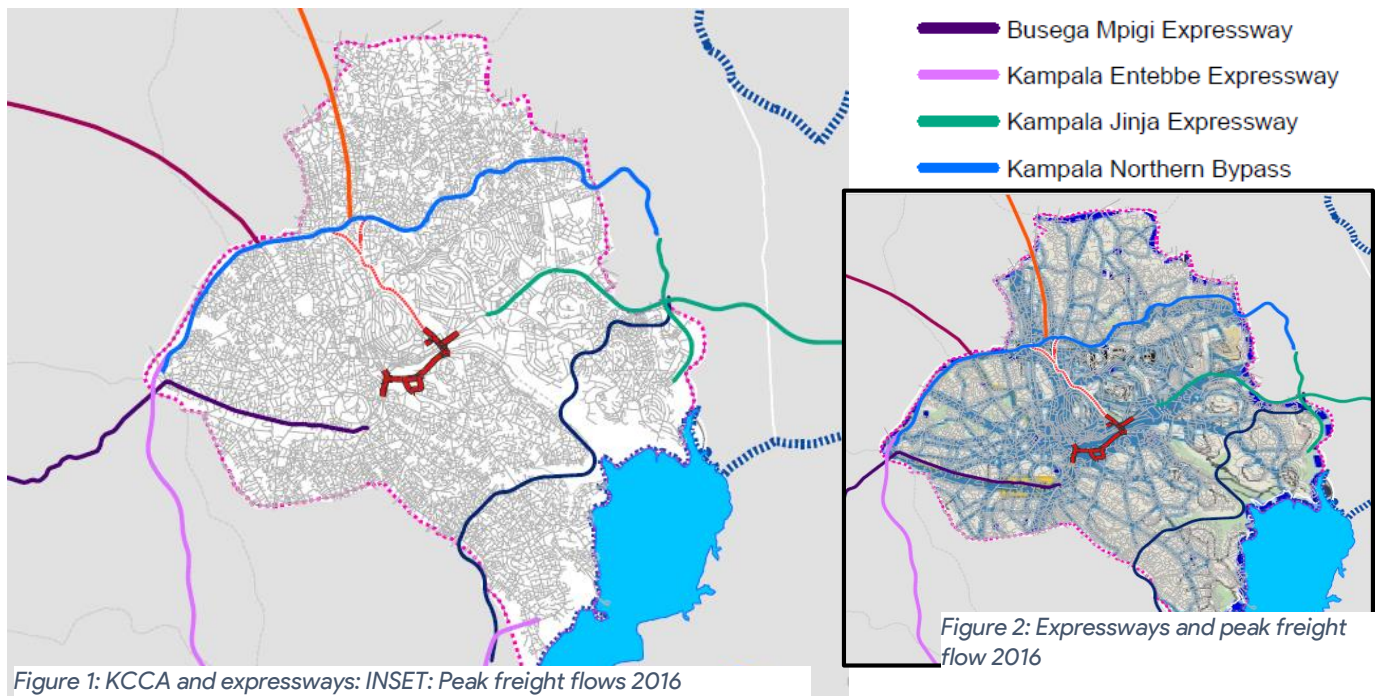 Busega Mpigi Expressway
Kampala Entebbe Expressway
Kampala Jinja Expressway
Kampala Northern Bypass
Figure 2: Expressways and peak freight
flow 2016
Figure 1: KCCA and expressways: INSET: Peak freight flows 2016